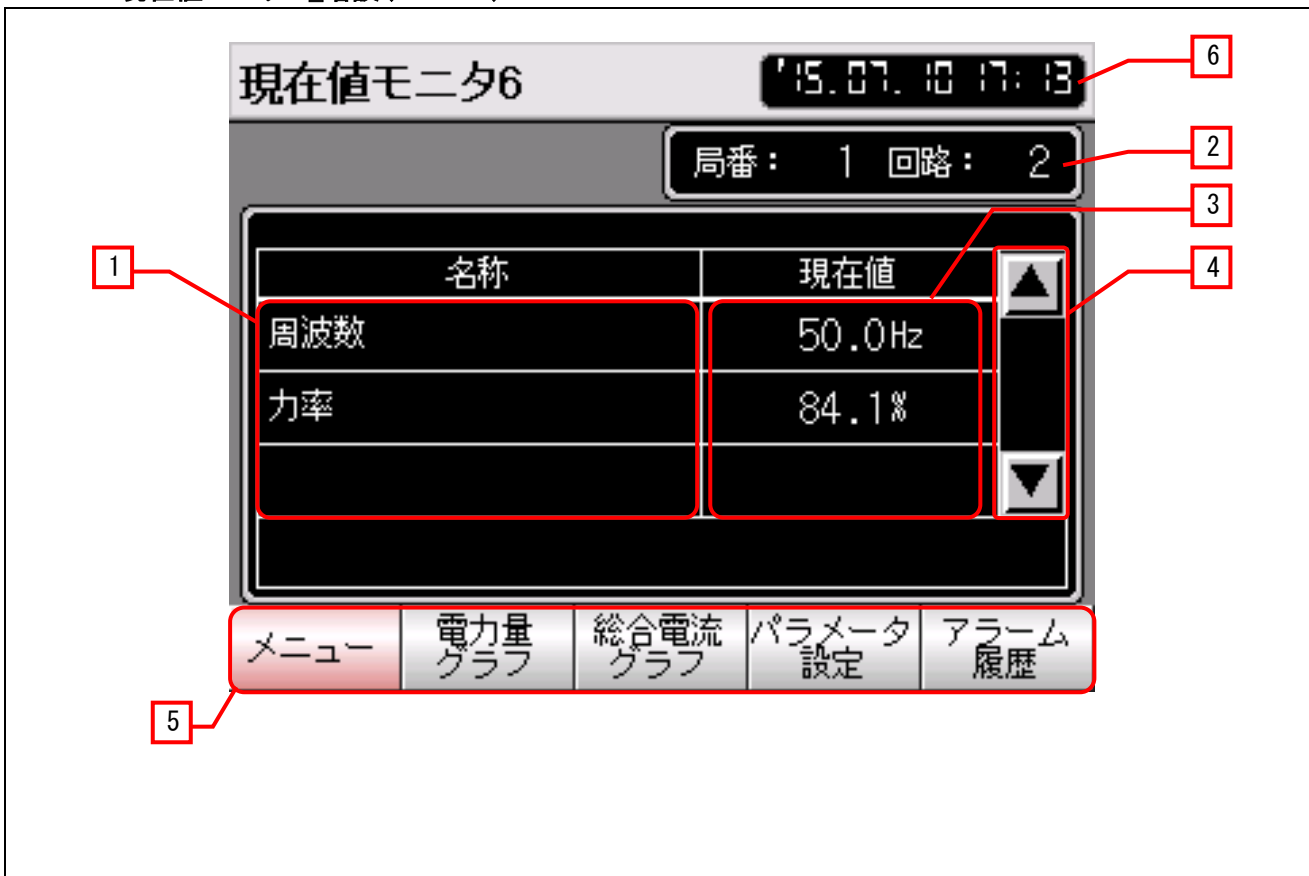 現在値モニタ6
'15.07.10 17:13
6
局番： 1 回路： 2
2
3
1
名称 現在値
4
周波数 50.0Hz
力率 84.1%
メニュー 電力量グラフ 総合電流グラフ パラメータ設定 アラーム履歴
5